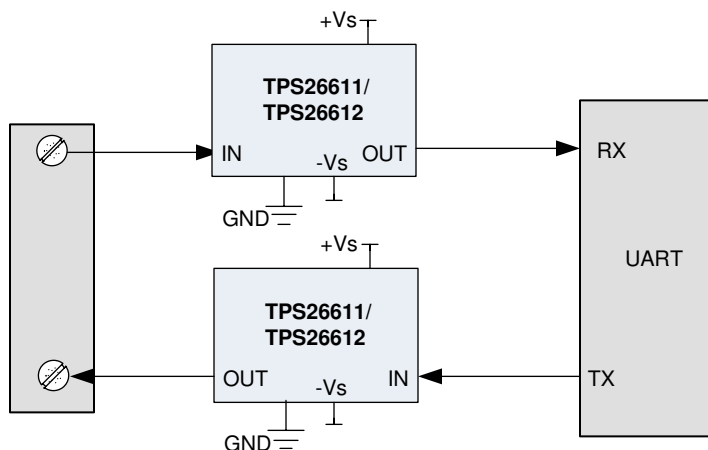 +Vs
TPS26611/
TPS26612
IN
OUT
-Vs
GND
RX
UART
+Vs
TPS26611/
TPS26612
OUT
IN
-Vs
GND
TX